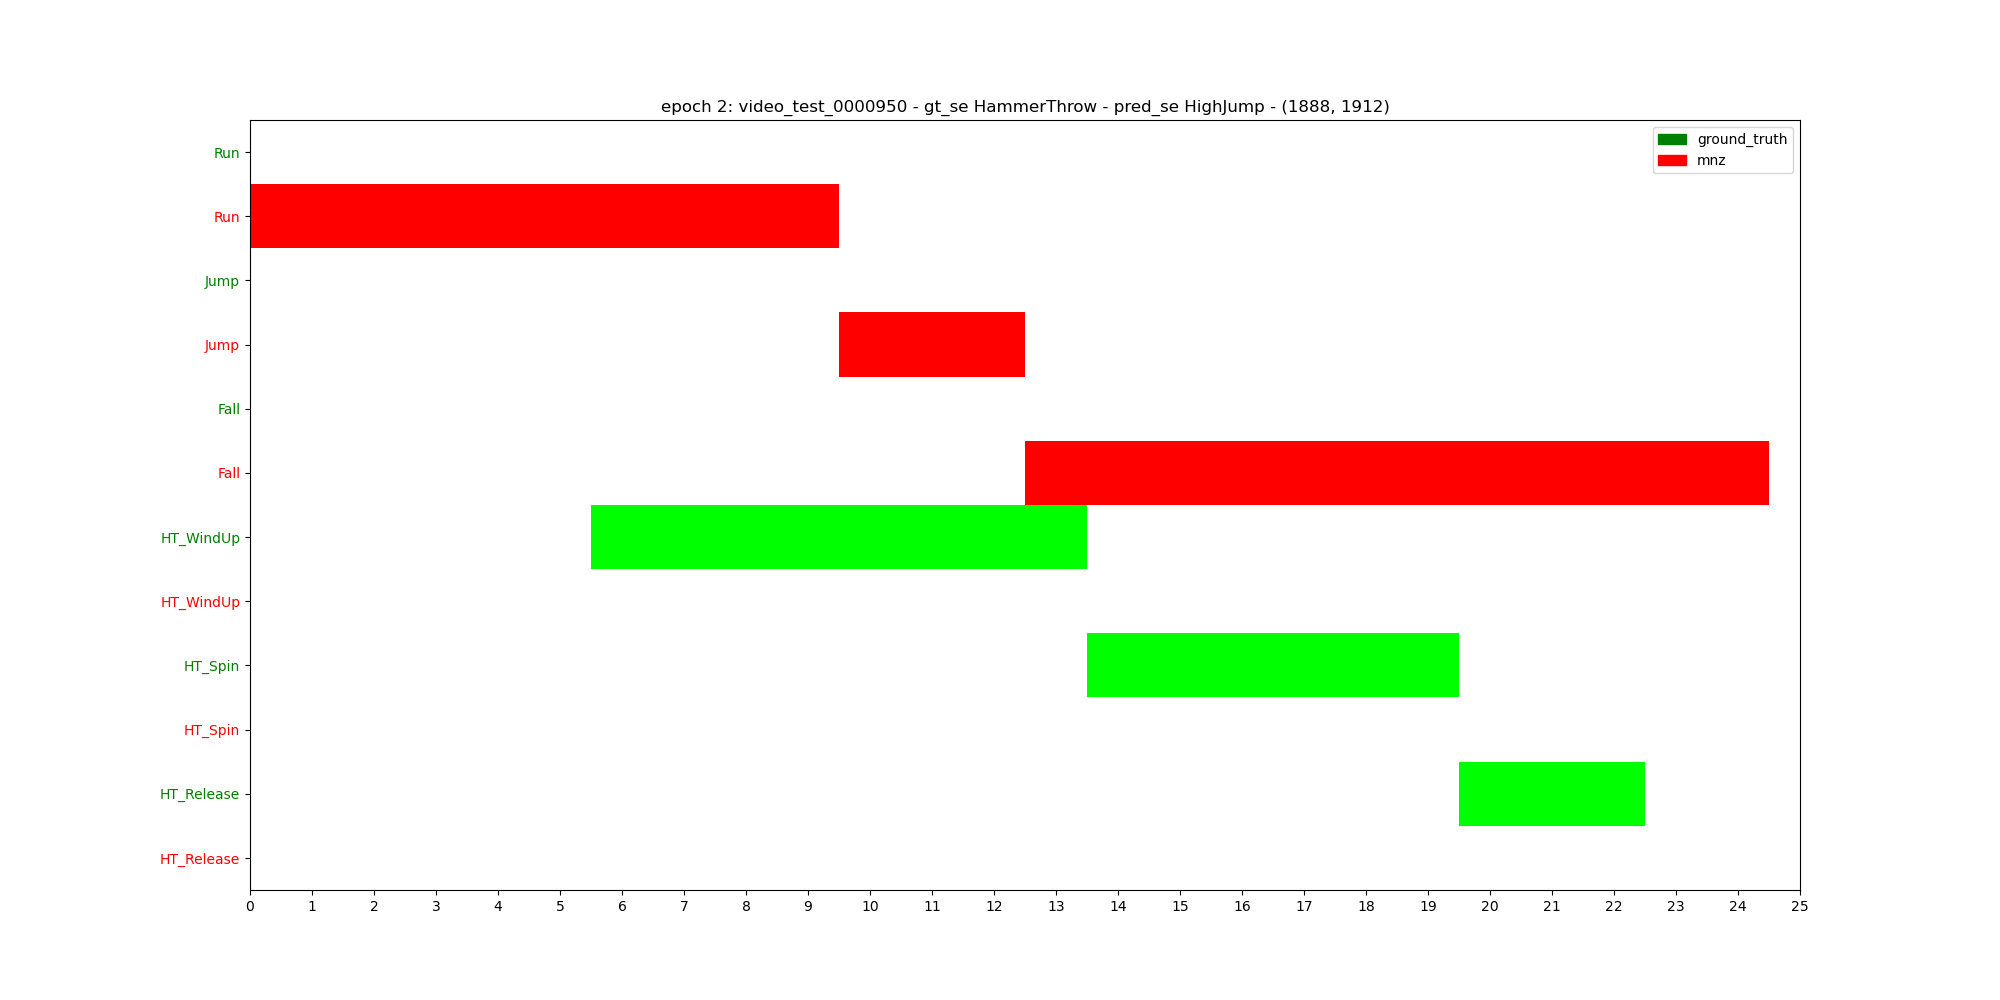 epoch 2: video_test_0000950 - gt_se HammerThrow - pred_se HighJump - (1888, 1912)
ground_truth
mnz
Run
Run
Jump
Jump
Fall
Fall
HT_WindUp
HT_WindUp
HT_Spin
HT_Spin
HT_Release
HT_Release
0 1 2 3 4 5 6 7 8 9 10 11 12 13 14 15 16 17 18 19 20 21 22 23 24 25